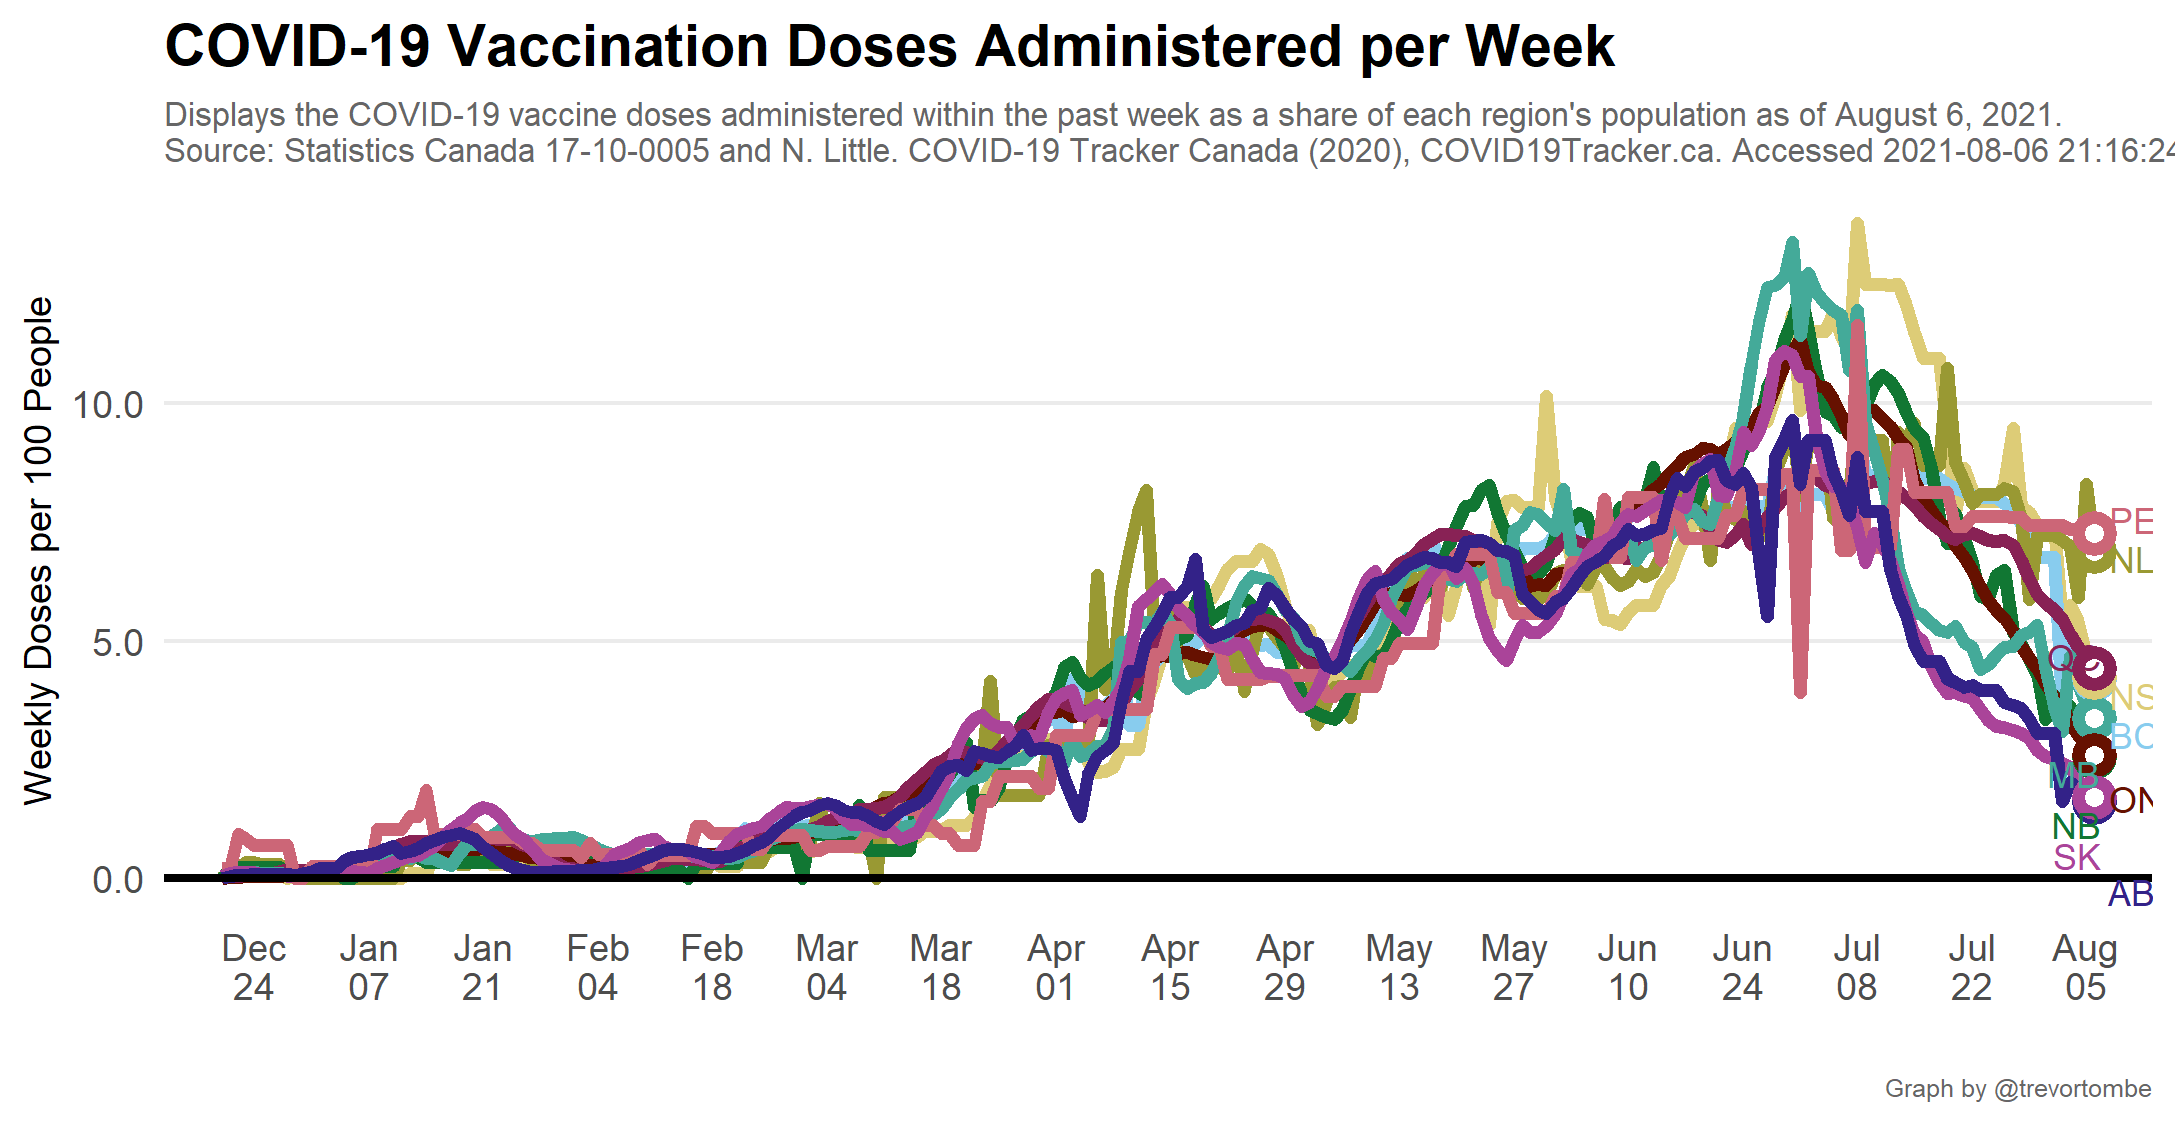 COVID-19 Vaccination Doses Administered per Week
Displays the COVID-19 vaccine doses administered within the past week as a share of each region's population as of August 6, 2021.
Source: Statistics Canada 17-10-0005 and N. Little. COVID-19 Tracker Canada (2020), COVID19Tracker.ca. Accessed 2021-08-06 21:16:24
Weekly Doses per 100 People
10.0
5.0
0.0
PE
NL
QC
NS
BC
MB
ON
NB
SK
AB
Dec 24
Jan 07
Jan 21
Feb 04
Feb 18
Mar 04
Mar 18
Apr 01
Apr 15
Apr 29
May 13
May 27
Jun 10
Jun 24
Jul 08
Jul 22
Aug 05
Graph by @trevortombe